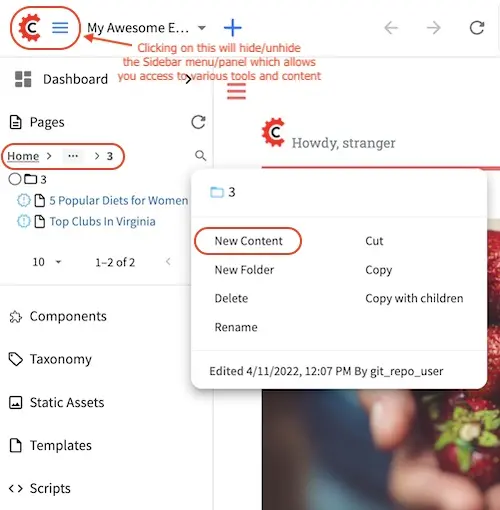 My Awesome E...
Clicking on this will hide/unhide
the Sidebar menu/panel which allows
you access to various tools and content
Dashboard
Pages
Home > ... > 3
3
5 Popular Diets for Women
Top Clubs In Virginia
10
1–2 of 2
Components
Taxonomy
Static Assets
Templates
Scripts
C
Howdy, stranger
3
New Content
Cut
New Folder
Copy
Delete
Copy with children
Rename
Edited 4/11/2022, 12:07 PM By git_repo_user